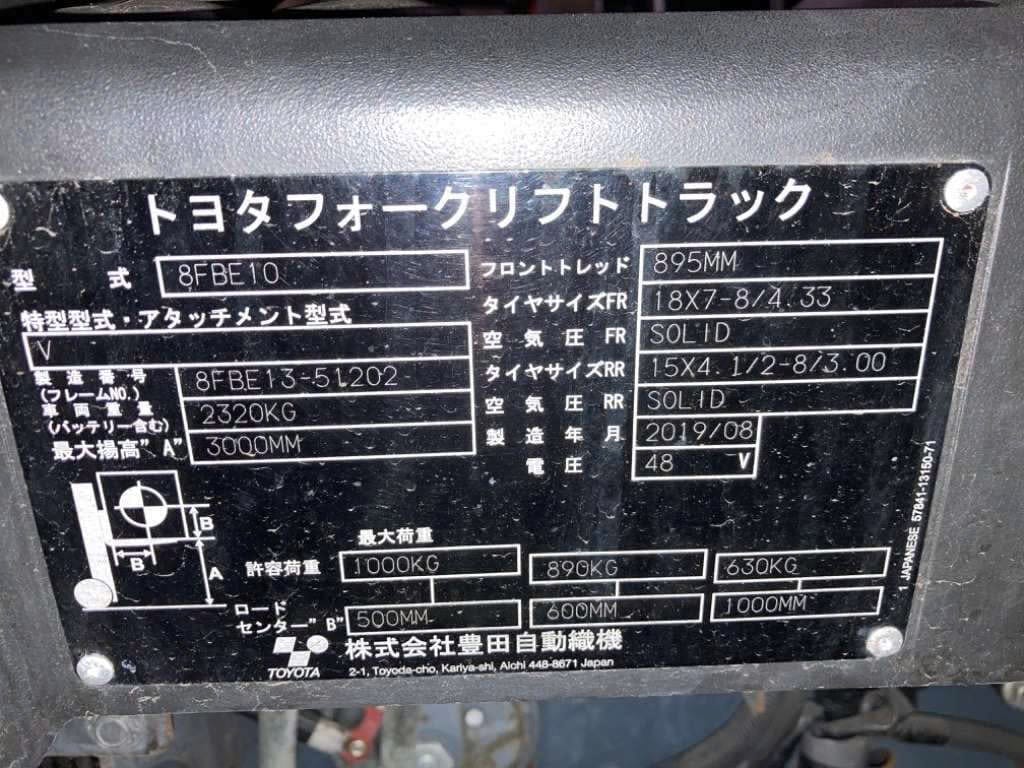 トヨタフォークリフトトラック
型 式 8FBE10
特型型式・アタッチメント型式
V
製造番号 8FBE13-51202
(フレームNO.)
車両重量 2320KG
(バッテリー含む)
最大揚高"A" 3000MM
フロントトレッド 895MM
タイヤサイズFR 18X7-8/4.33
空気圧 FR SOLID
タイヤサイズRR 15X4.1/2-8/3.00
空気圧 RR SOLID
製造年月 2019/08
電圧 48 V
B
B
A
最大荷重
許容荷重 1000KG 890KG 630KG
ロード
センター"B" 500MM 600MM 1000MM
TOYOTA
株式会社豊田自動織機
2-1, Toyoda-cho, Kariya-shi, Aichi 448-8671 Japan
1 JAPANESE 57841-13150-71